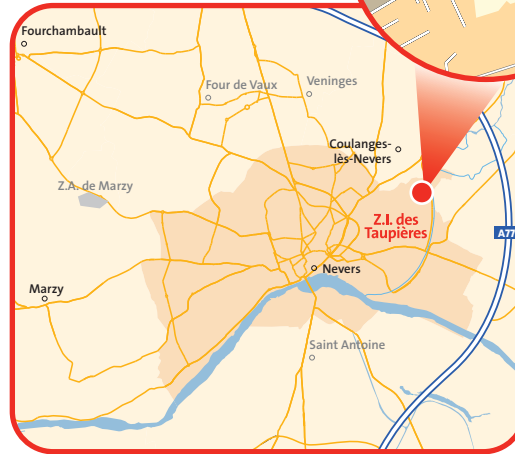 Fourchambault
Four de Vaux
Veninges
Coulanges-
lès-Nevers
Z.A. de Marzy
Z.I. des
Taupières
A77
Nevers
Marzy
Saint Antoine